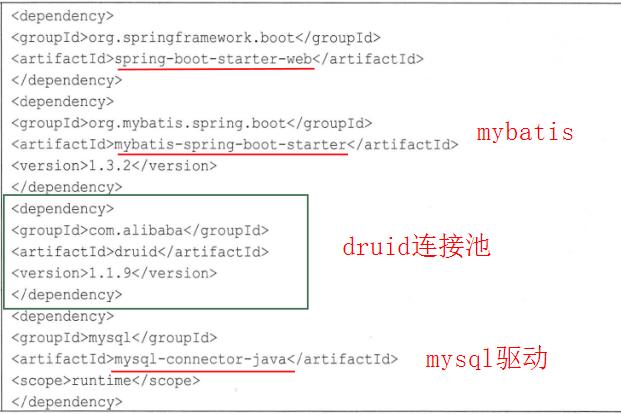 <dependency>
<groupId>org.springframework.boot</groupId>
<artifactId>spring-boot-starter-web</artifactId>
</dependency>
<dependency>
<groupId>org.mybatis.spring.boot</groupId>
mybatis
<artifactId>mybatis-spring-boot-starter</artifactId>
<version>1.3.2</version>
</dependency>
<dependency>
<groupId>com.alibaba</groupId>
druid连接池
<artifactId>druid</artifactId>
<version>1.1.9</version>
</dependency>
<dependency>
<groupId>mysql</groupId>
<artifactId>mysql-connector-java</artifactId>
mysql驱动
<scope>runtime</scope>
</dependency>